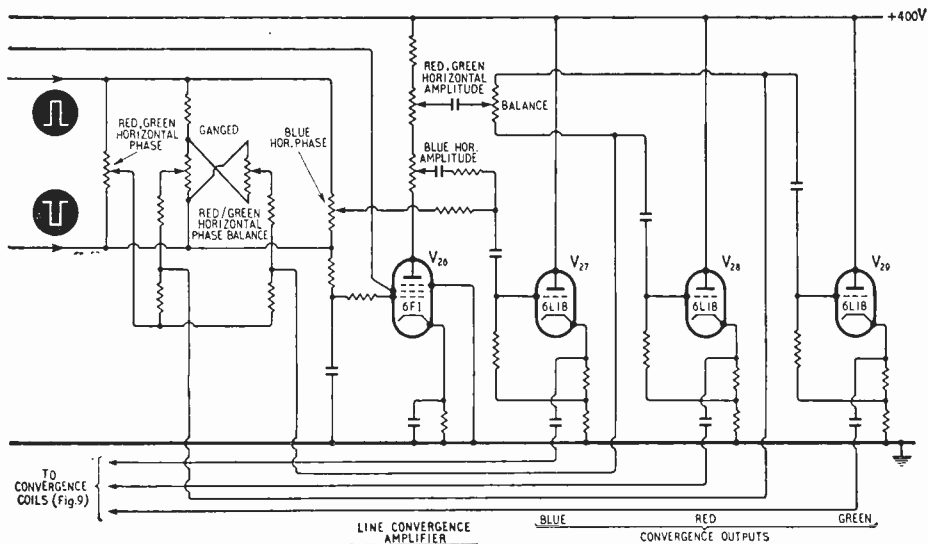 +400V
RED, GREEN
HORIZONTAL
AMPLITUDE
BALANCE
RED, GREEN
HORIZONTAL
PHASE
GANGED
BLUE
HOR. PHASE
BLUE HOR.
AMPLITUDE
RED/GREEN
HORIZONTAL
PHASE BALANCE
V26
6F1
V27
6L18
V28
6L18
V29
6L18
TO
CONVERGENCE
COILS (Fig.9)
LINE CONVERGENCE
AMPLIFIER
BLUE
RED
GREEN
CONVERGENCE OUTPUTS